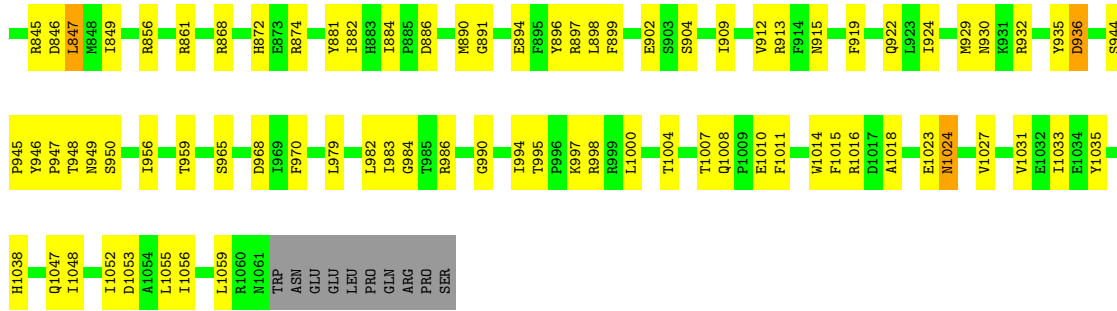 R845 D846 L847 M848 I849 R856 R861 R868 H872 E873 R874 Y881 I882 H883 I884 P885 D886 M890 G891 E894 F895 Y896 R897 L898 F899 E902 S903 S904 I909 V912 R913 F914 N915 F919 Q922 L923 I924 M929 N930 K931 R932 Y935 D936 S944
P945 Y946 P947 T948 N949 S950 I956 T959 S965 D968 I969 F970 L979 L982 I983 G984 T985 R986 G990 I994 T995 P996 K997 R998 R999 L1000 T1004 T1007 Q1008 P1009 E1010 F1011 W1014 F1015 R1016 D1017 A1018 E1023 N1024 V1027 V1031 E1032 I1033 E1034 Y1035
H1038 Q1047 I1048 I1052 D1053 A1054 L1055 I1056 L1059 R1060 N1061 TRP ASN GLU GLU LEU PRO GLN ARG PRO SER